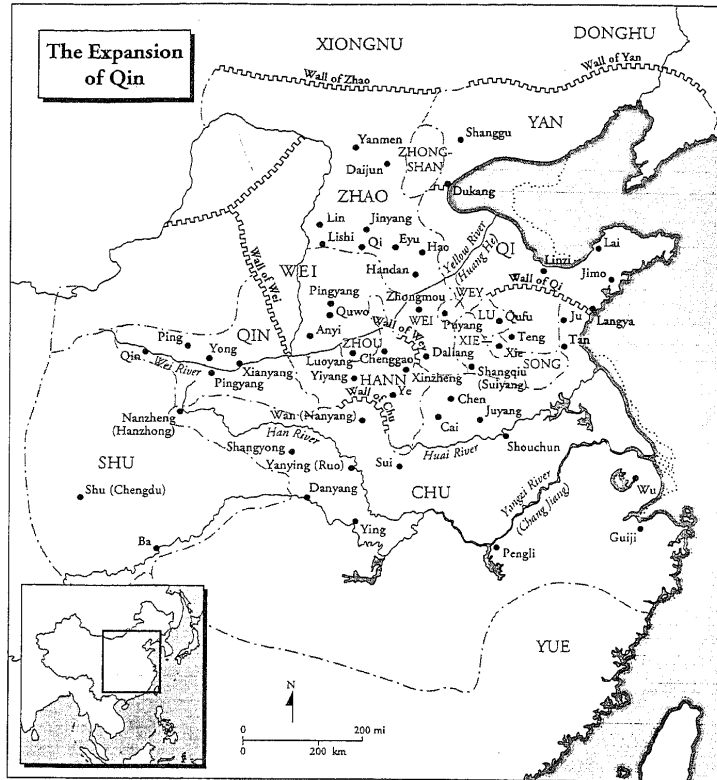 The Expansion
of Qin
XIONGNU
DONGHU
Wall of Zhao
Wall of Yan
YAN
Yanmen
Shanggu
ZHONG-
SHAN
Daijun
Dukang
ZHAO
Lin
Jinyang
Lishi
Qi
Eyu
Hao
Yellow River
(Huang He)
QI
Linzi
Lai
Jimo
Wall of Qi
Handan
WEI
Wall of Wei
WEY
Pingyang
Zhongmou
Quwo
WEI
Puyang
LU
Qufu
Ju
Langya
Anyi
Wall of Wey
XIE
Teng
Tan
QIN
Ping
ZHOU
Xie
Qin
Yong
Luoyang
Chenggao
Daliang
SONG
Wei River
Xianyang
Pingyang
Yiyang
HANN
Xinzheng
Shangqiu
(Suiyang)
Ye
Wall of Chu
Chen
Nanzheng
(Hanzhong)
Wan (Nanyang)
Juyang
Cai
Han River
Huai River
Shouchun
Shangyong
SHU
Yanying (Ruo)
Sui
Shu (Chengdu)
Danyang
CHU
Yangzi River
(Chang Jiang)
Wu
Ying
Guiji
Ba
Pengli
YUE
N
0
200 mi
0
200 km